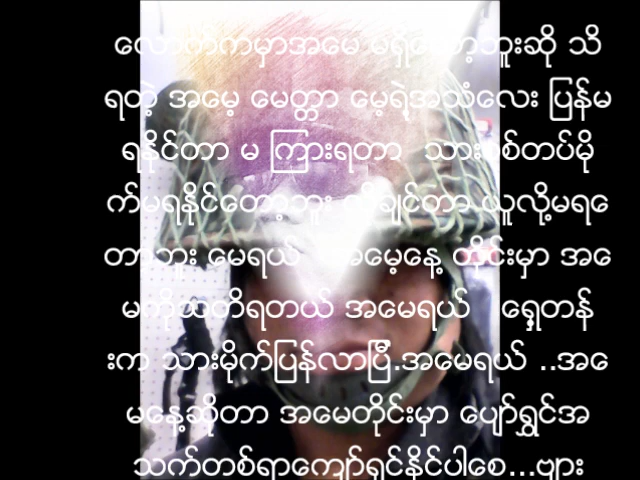 လောကကမှာအမေ မရှိတော့ဘူးဆို သိ
ရတဲ့ အမေ့ မေတ္တာ မေ့ရဲ့အသံလေး ပြန်မ
ရနိုင်တာ မ ကြားရတာ သားစစ်တပ်မို
က်မရနိုင်တော့ဘူး ချင်တာ ယူလို့မရေ
တာ့ဘူး မေရယ် အမေ့နေ့ တိုင်းမှာ အေ
မကိုသတိရတယ် အမေရယ် ရှေ့တန်
းက သားမိုက်ပြန်လာပြီ.အမေရယ် ..အေ
မနေ့ဆိုတာ အမေတိုင်းမှာ ပျော်ရွှင်အ
သက်တစ်ရာကျော်ရှင်နိုင်ပါစေ...ဗျား